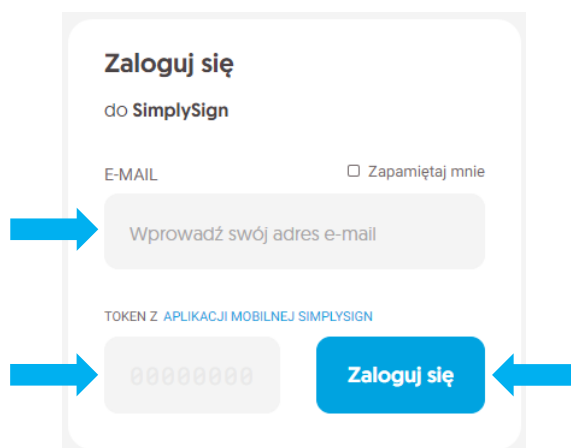 Zaloguj się
do SimplySign
E-MAIL
Zapamiętaj mnie
Wprowadź swój adres e-mail
TOKEN Z APLIKACJI MOBILNEJ SIMPLYSIGN
00000000
Zaloguj się